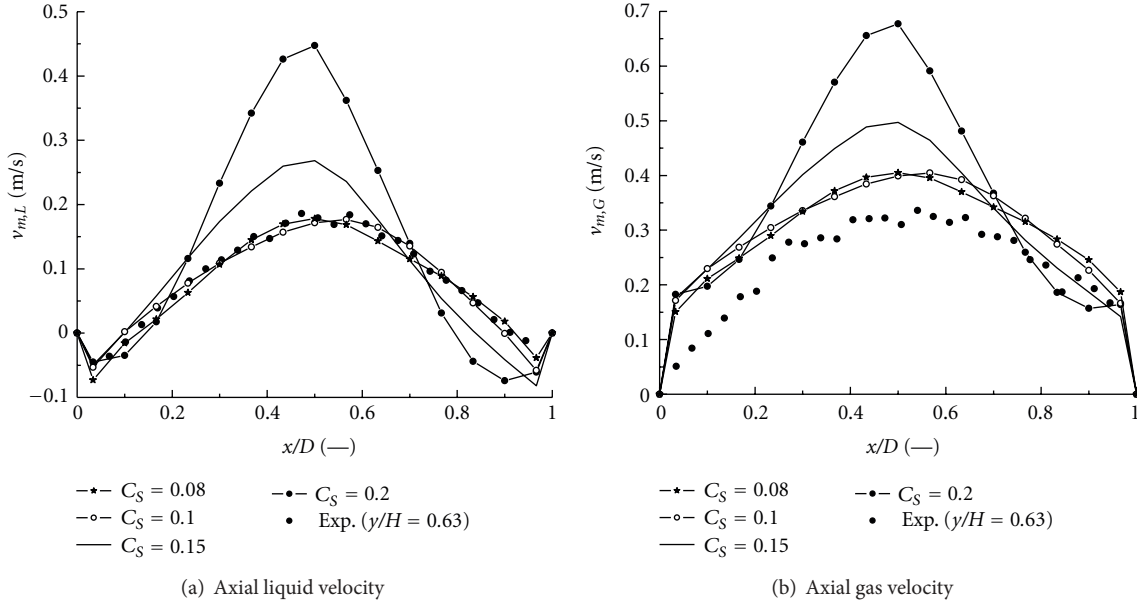 0.5
0.4
0.3
0.2
0.1
0
−0.1
v_{m,L} (m/s)
0 0.2 0.4 0.6 0.8 1
x/D (—)
C_S = 0.08
C_S = 0.1
C_S = 0.15
C_S = 0.2
Exp. (y/H = 0.63)
(a) Axial liquid velocity
0.7
0.6
0.5
0.4
0.3
0.2
0.1
0
v_{m,G} (m/s)
0 0.2 0.4 0.6 0.8 1
x/D (—)
C_S = 0.08
C_S = 0.1
C_S = 0.15
C_S = 0.2
Exp. (y/H = 0.63)
(b) Axial gas velocity